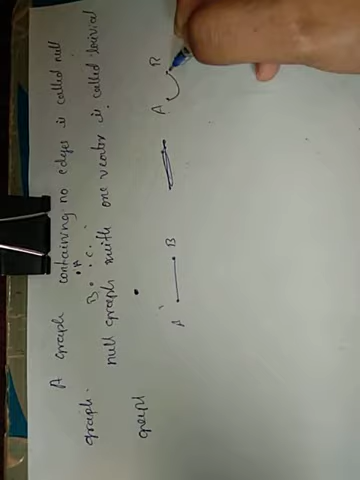 A graph containing no edges is called null
graph. B A C
null graph with one vertex is called trivial
graph
A B A B